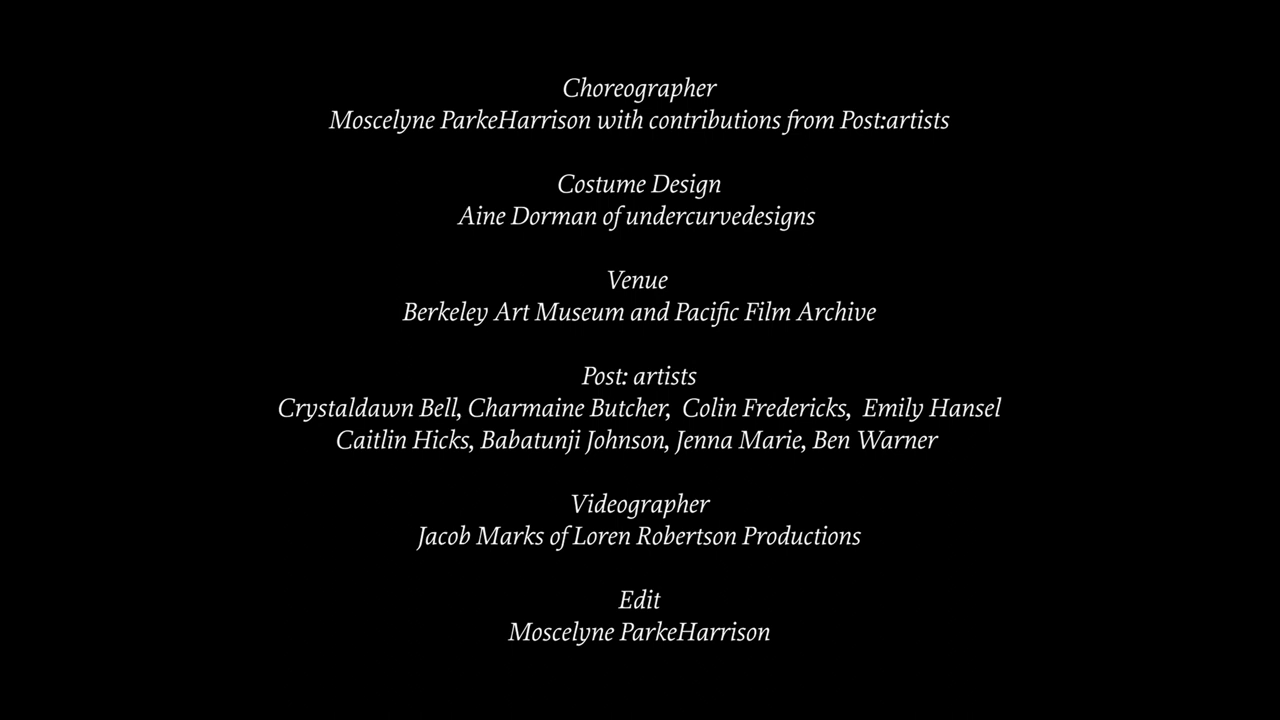 Choreographer
Moscelyne ParkeHarrison with contributions from Post:artists
Costume Design
Aine Dorman of undercurvedesigns
Venue
Berkeley Art Museum and Pacific Film Archive
Post: artists
Crystaldawn Bell, Charmaine Butcher,  Colin Fredericks,  Emily Hansel
Caitlin Hicks, Babatunji Johnson, Jenna Marie, Ben Warner
Videographer
Jacob Marks of Loren Robertson Productions
Edit
Moscelyne ParkeHarrison